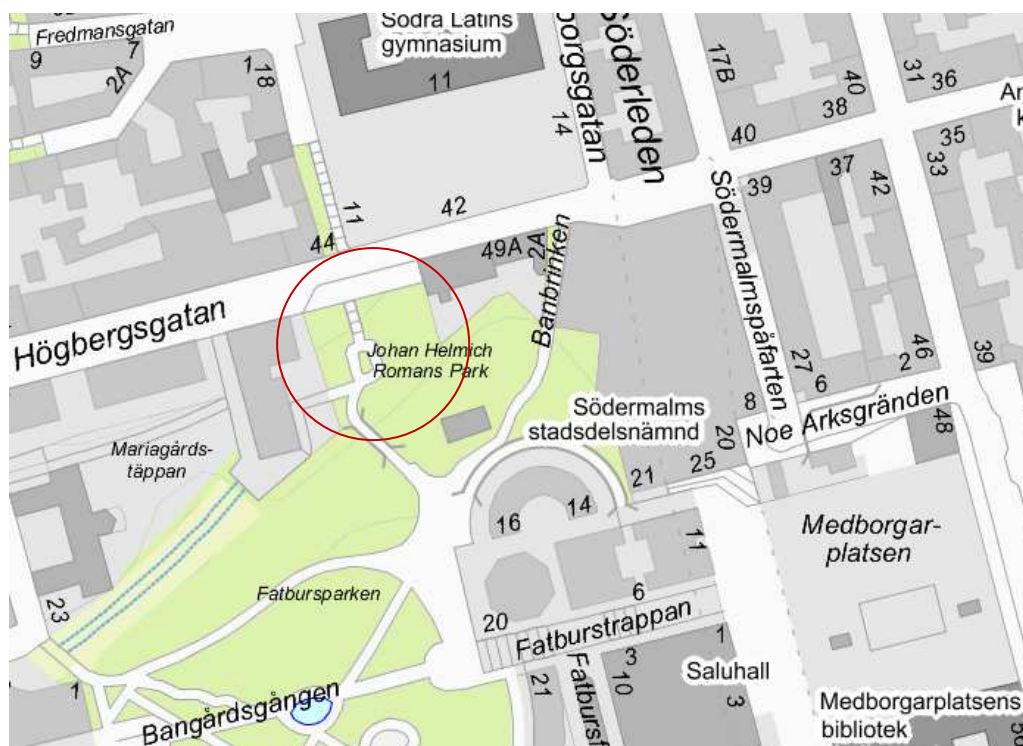 Södra Latins
gymnasium
Fredmansgatan
9
7
2A
1
18
11
borgsgatan
14
Söderleden
17B
40
38
40
31
36
35
33
37
42
39
Södermalmspåfarten
11
42
44
49A
2A
Banbrinken
Högbergsgatan
Johan Helmich
Romans Park
27
6
2
46
39
8
Noe Arksgränden
48
Södermalms
stadsdelsnämnd
20
25
21
Mariagårds-
täppan
14
16
11
Medborgar-
platsen
Fatbursparken
6
20
Fatburstrappan
23
1
3
10
1
3
21
Saluhall
Bangårdsgången
Medborgarplatsens
bibliotek